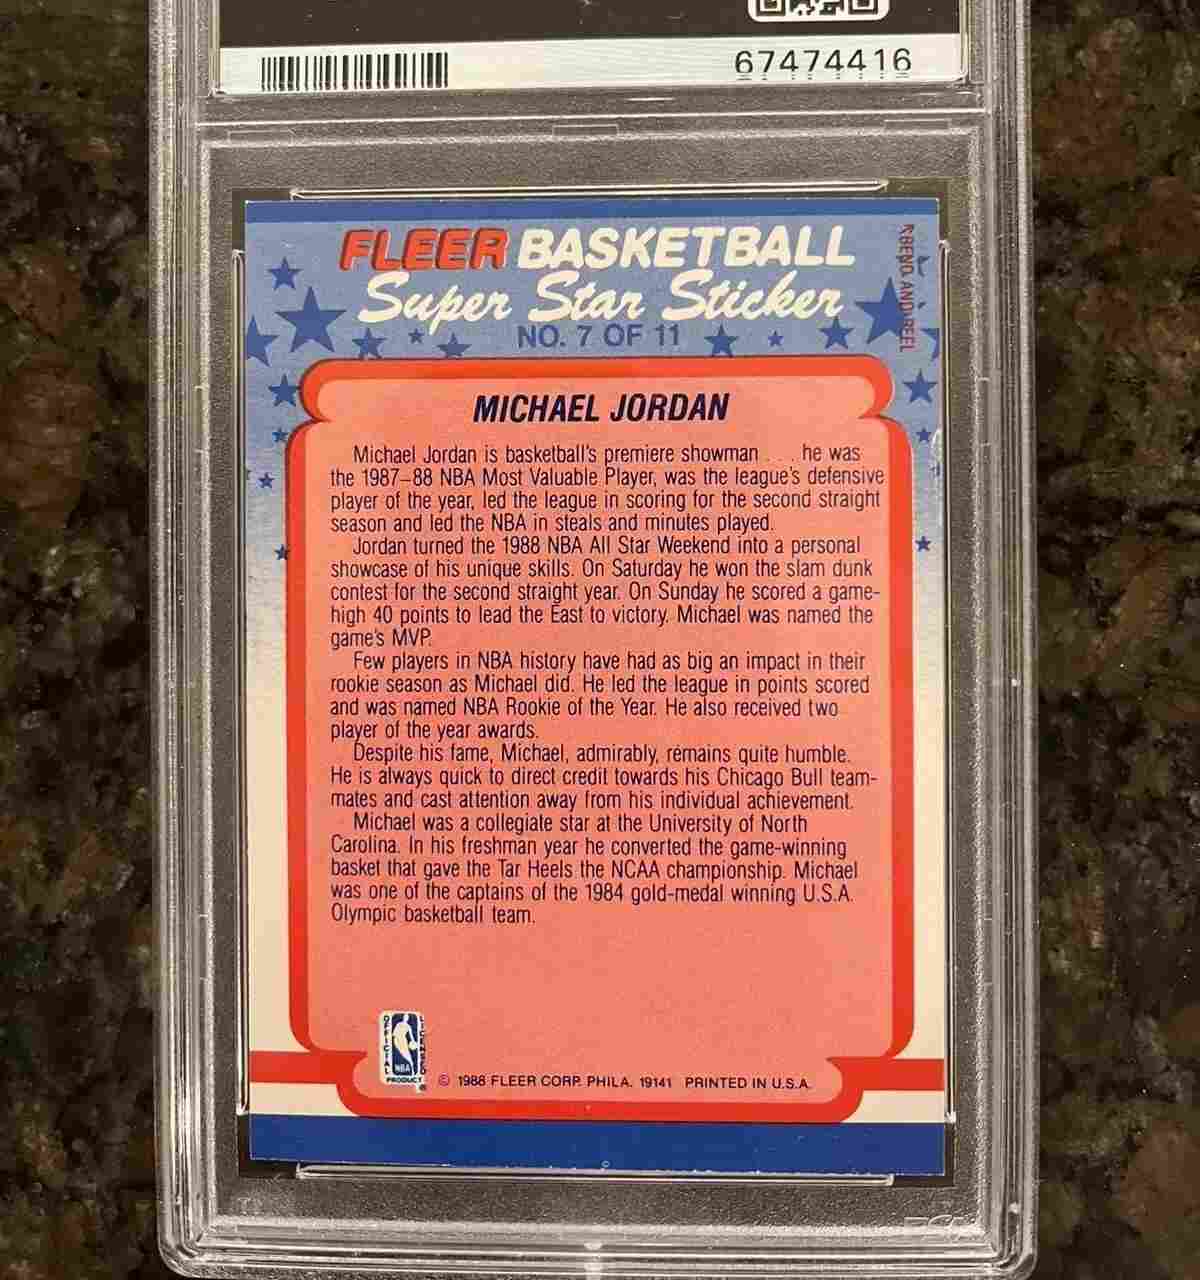 67474416
FLEER BASKETBALL
Super Star Sticker
NO. 7 OF 11
BEND AND PEEL
MICHAEL JORDAN
Michael Jordan is basketball's premiere showman . . . he was
the 1987–88 NBA Most Valuable Player, was the league's defensive
player of the year, led the league in scoring for the second straight
season and led the NBA in steals and minutes played.
Jordan turned the 1988 NBA All Star Weekend into a personal
showcase of his unique skills. On Saturday he won the slam dunk
contest for the second straight year. On Sunday he scored a game-
high 40 points to lead the East to victory. Michael was named the
game's MVP.
Few players in NBA history have had as big an impact in their
rookie season as Michael did. He led the league in points scored
and was named NBA Rookie of the Year. He also received two
player of the year awards.
Despite his fame, Michael, admirably, remains quite humble.
He is always quick to direct credit towards his Chicago Bull team-
mates and cast attention away from his individual achievement.
Michael was a collegiate star at the University of North
Carolina. In his freshman year he converted the game-winning
basket that gave the Tar Heels the NCAA championship. Michael
was one of the captains of the 1984 gold-medal winning U.S.A.
Olympic basketball team.
OFFICIAL LICENSED
NBA
PRODUCT ®
© 1988 FLEER CORP. PHILA. 19141 PRINTED IN U.S.A.